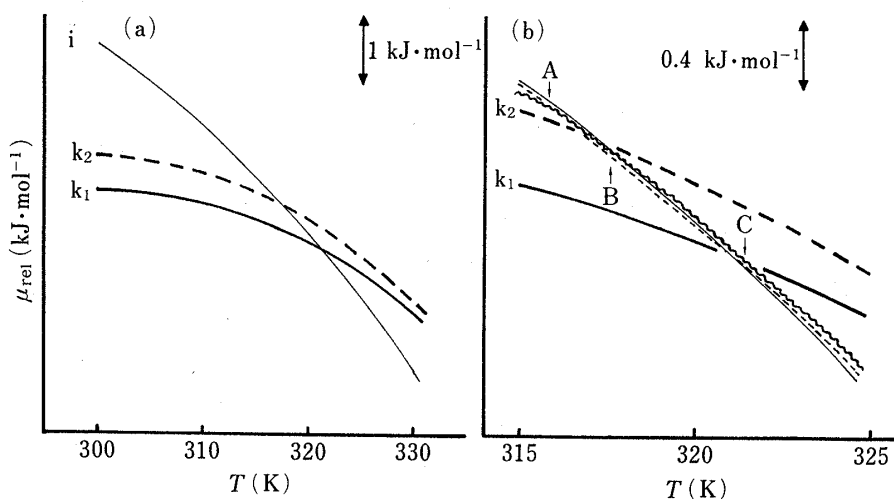 (a)
i
1 kJ·mol⁻¹
k₂
k₁
μrel (kJ·mol⁻¹)
300 310 320 330
T (K)
(b)
0.4 kJ·mol⁻¹
A
k₂
B
k₁
C
315 320 325
T (K)